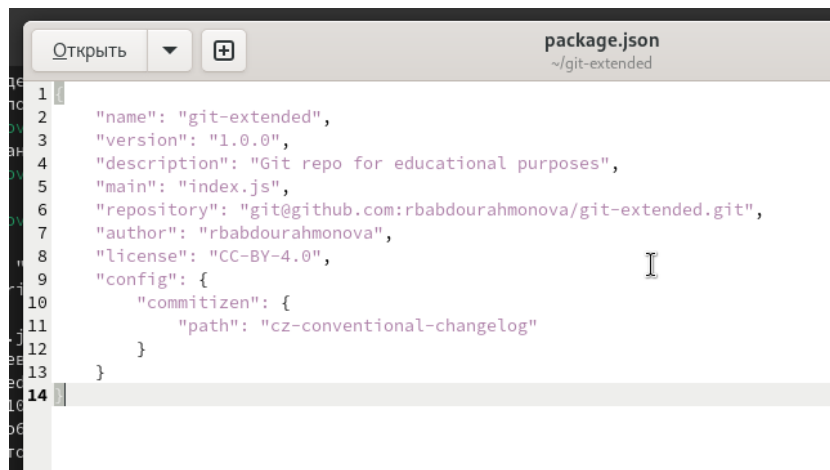 Открыть
package.json
~/git-extended
1 {
2     "name": "git-extended",
3     "version": "1.0.0",
4     "description": "Git repo for educational purposes",
5     "main": "index.js",
6     "repository": "git@github.com:rbabdourahmonova/git-extended.git",
7     "author": "rbabdourahmonova",
8     "license": "CC-BY-4.0",
9     "config": {
10         "commitizen": {
11             "path": "cz-conventional-changelog"
12         }
13     }
14 }